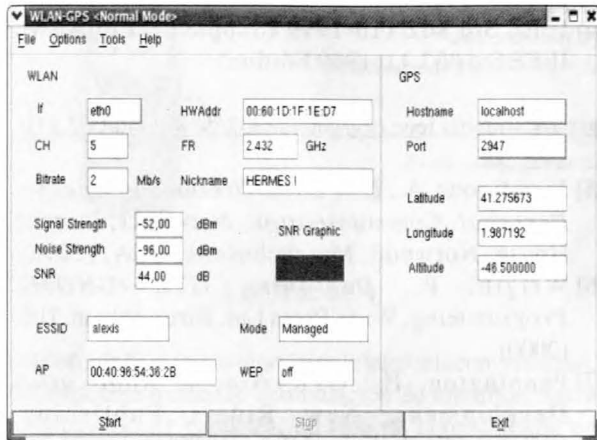 WLAN-GPS <Normal Mode>
File Options Tools Help
WLAN
If eth0 HWAddr 00:60:1D:1F:1E:D7
CH 5 FR 2.432 GHz
Bitrate 2 Mb/s Nickname HERMES I
Signal Strength -52,00 dBm
Noise Strength -96,00 dBm
SNR 44,00 dB
SNR Graphic
ESSID alexis Mode Managed
AP 00:40:96:54:36:2B WEP off
GPS
Hostname localhost
Port 2947
Latitude 41.275673
Longitude 1.987192
Altitude -46.500000
Start Stop Exit